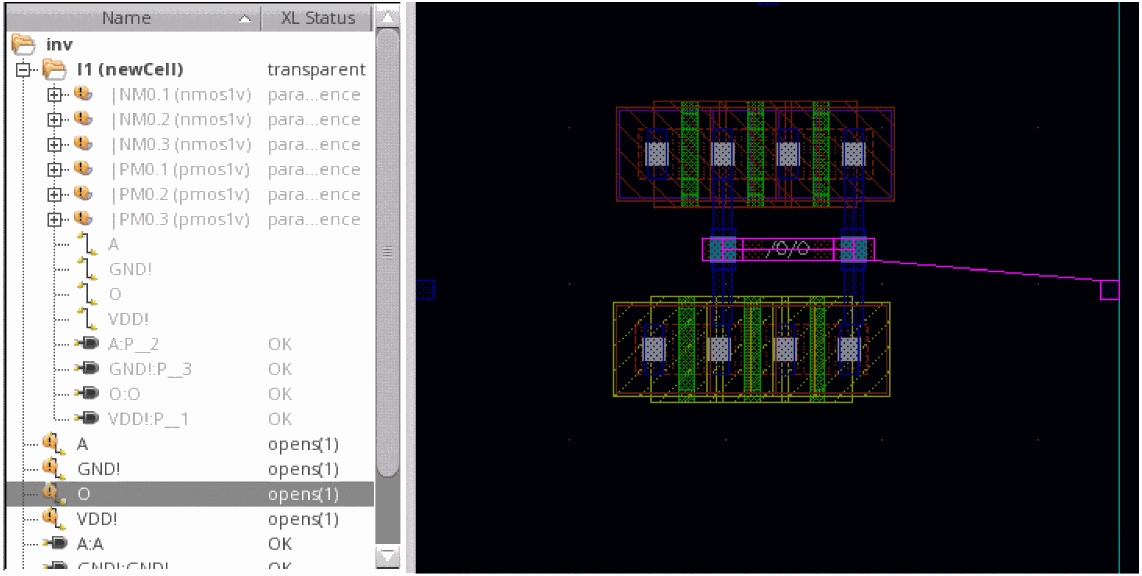 Name XL Status
inv
I1 (newCell) transparent
|NM0.1 (nmos1v) para...ence
|NM0.2 (nmos1v) para...ence
|NM0.3 (nmos1v) para...ence
|PM0.1 (pmos1v) para...ence
|PM0.2 (pmos1v) para...ence
|PM0.3 (pmos1v) para...ence
A
GND!
O
VDD!
A:P__2 OK
GND!:P__3 OK
O:O OK
VDD!:P__1 OK
A opens(1)
GND! opens(1)
O opens(1)
VDD! opens(1)
A:A OK
GND!:GND! OK
/O/O